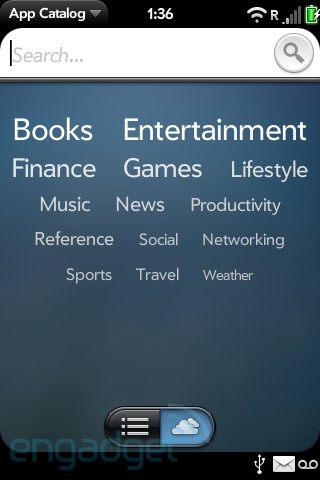 App Catalog 1:36 R
Search...
Books Entertainment
Finance Games Lifestyle
Music News Productivity
Reference Social Networking
Sports Travel Weather
engadget